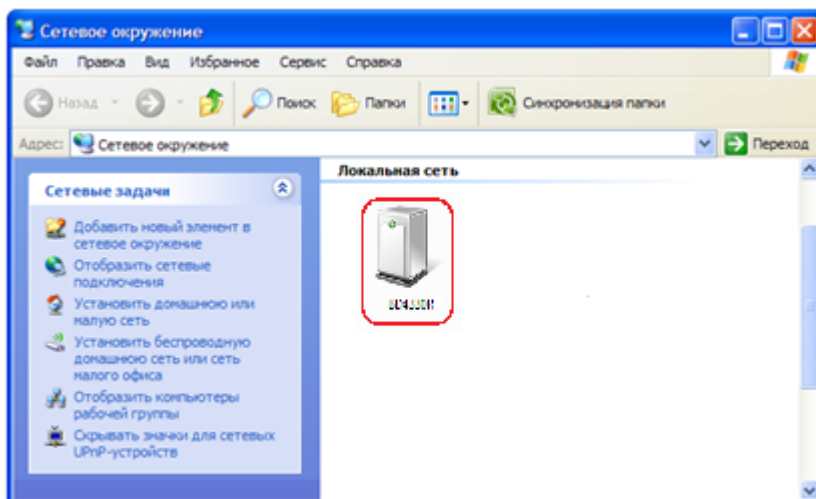 Сетевое окружение
Файл Правка Вид Избранное Сервис Справка
Назад Поиск Папки Синхронизация папки
Адрес: Сетевое окружение Переход
Сетевые задачи
Добавить новый элемент в
сетевое окружение
Отобразить сетевые
подключения
Установить домашнюю или
малую сеть
Установить беспроводную
домашнюю сеть или сеть
малого офиса
Отобразить компьютеры
рабочей группы
Скрывать значки для сетевых
UPnP-устройств
Локальная сеть